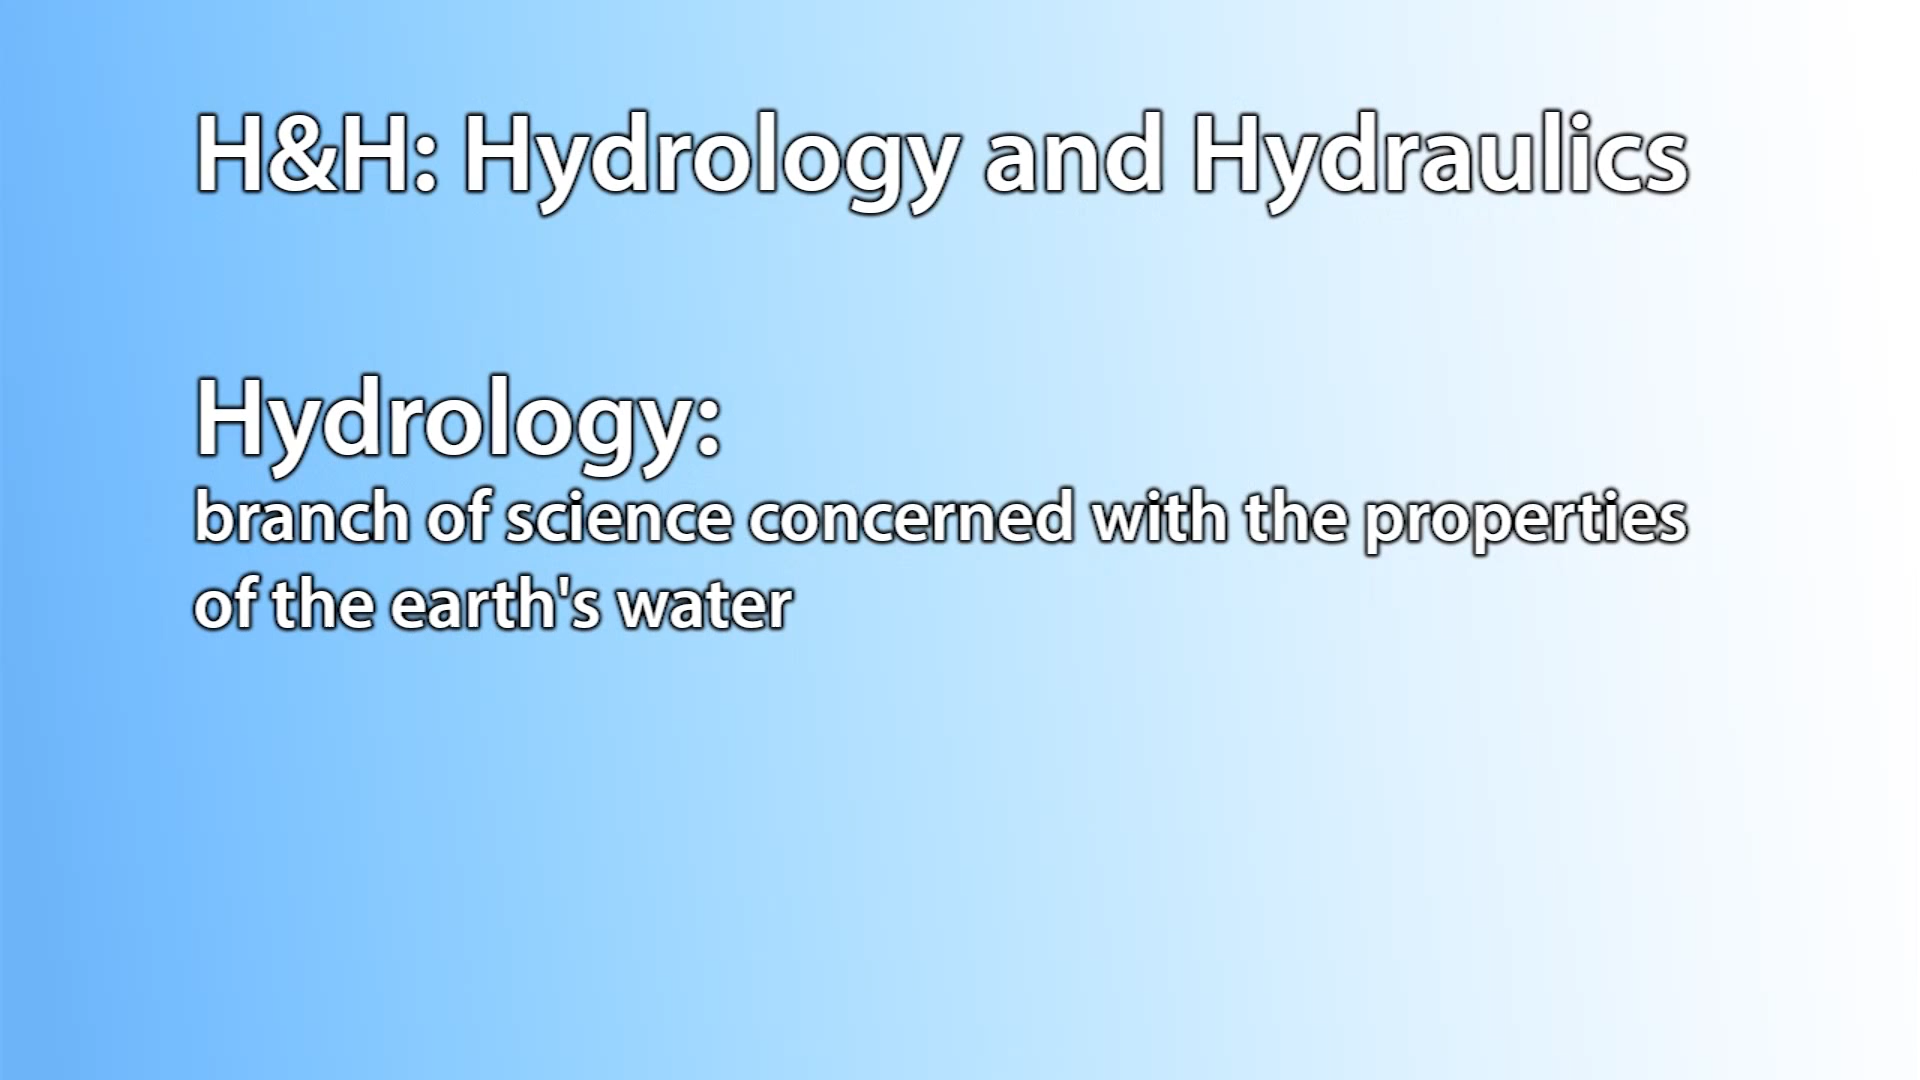 H&H: Hydrology and Hydraulics
Hydrology:
branch of science concerned with the properties
of the earth's water